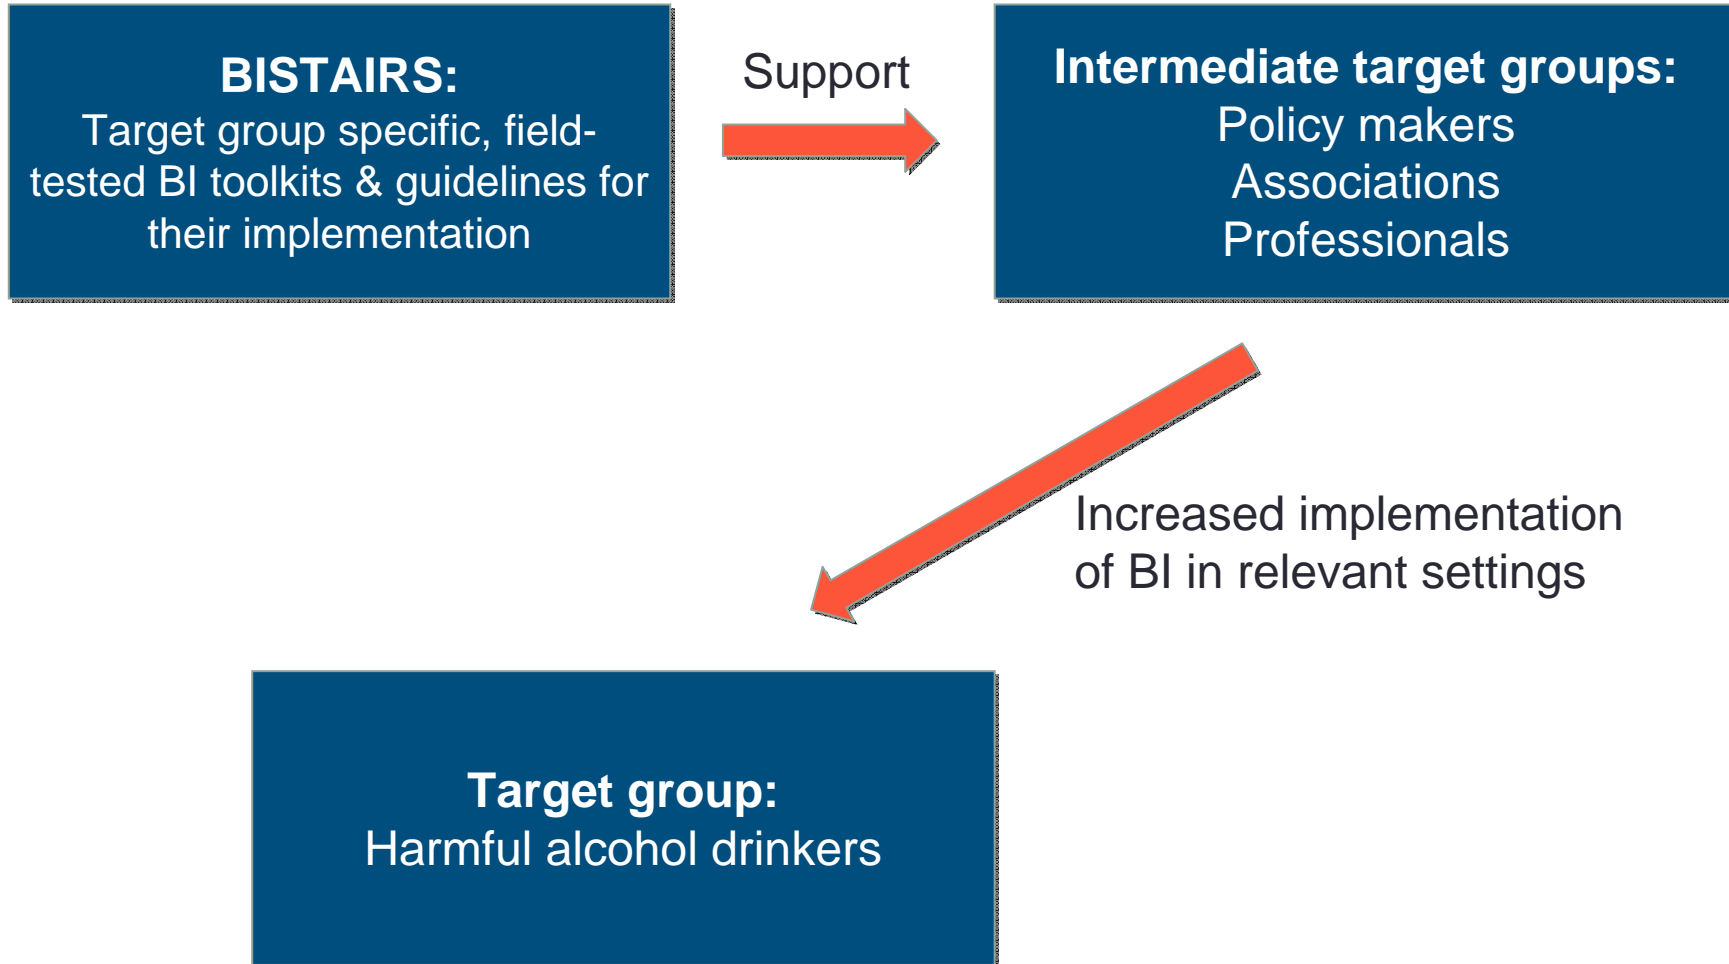 BISTAIRS:
Target group specific, field-
tested BI toolkits & guidelines for
their implementation
Support
Intermediate target groups:
Policy makers
Associations
Professionals
Increased implementation
of BI in relevant settings
Target group:
Harmful alcohol drinkers